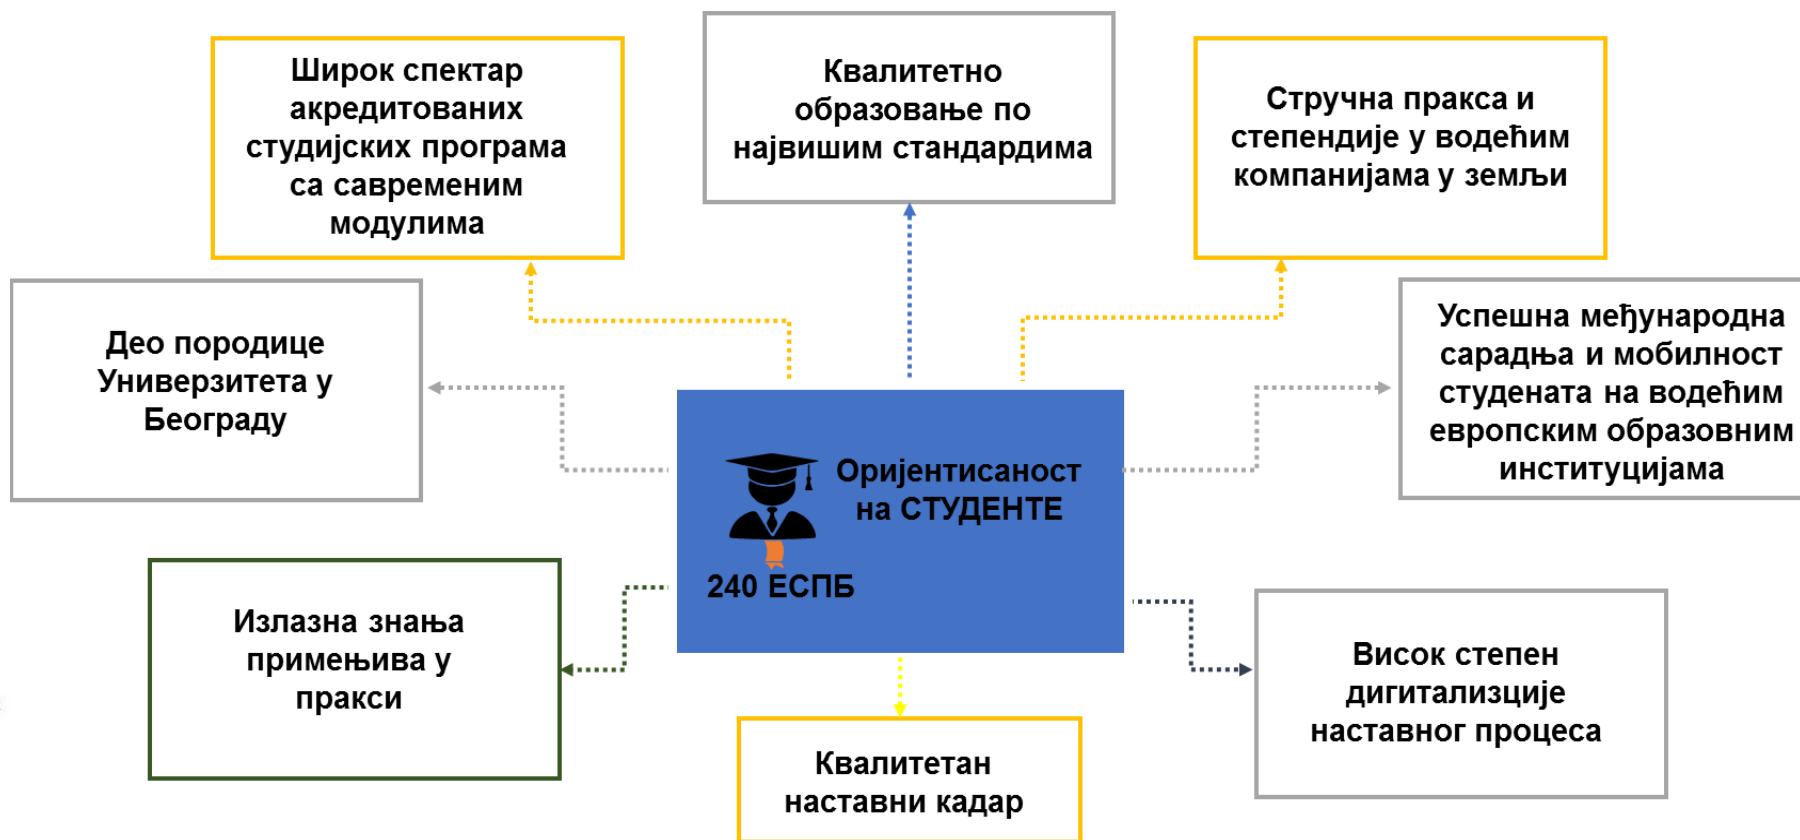 Широк спектар
акредитованих
студијских програма
са савременим
модулима
Квалитетно
образовање по
највишим стандардима
Стручна пракса и
степендије у водећим
компанијама у земљи
Део породице
Универзитета у
Београду
Успешна међународна
сарадња и мобилност
студената на водећим
европским образовним
институцијама
Оријентисаност
на СТУДЕНТЕ
240 ЕСПБ
Излазна знања
примењива у
пракси
Квалитетан
наставни кадар
Висок степен
дигитализције
наставног процеса